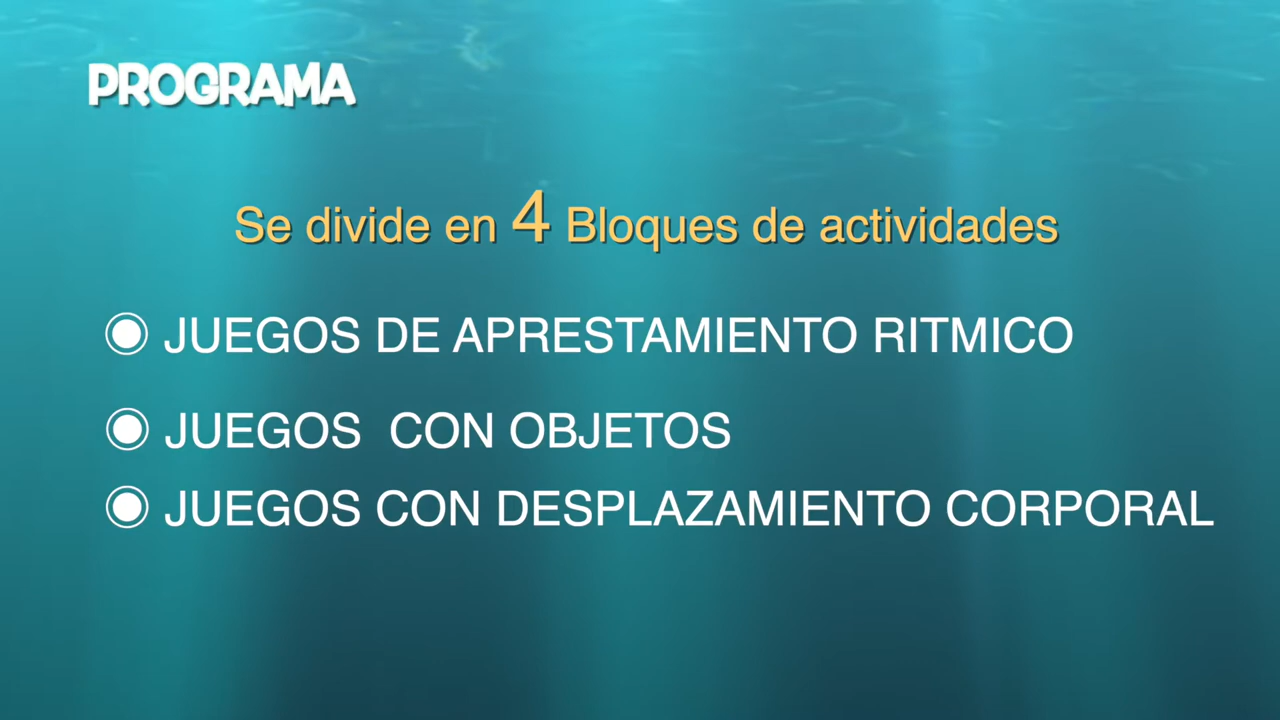 PROGRAMA
Se divide en 4 Bloques de actividades
JUEGOS DE APRESTAMIENTO RITMICO
JUEGOS CON OBJETOS
JUEGOS CON DESPLAZAMIENTO CORPORAL